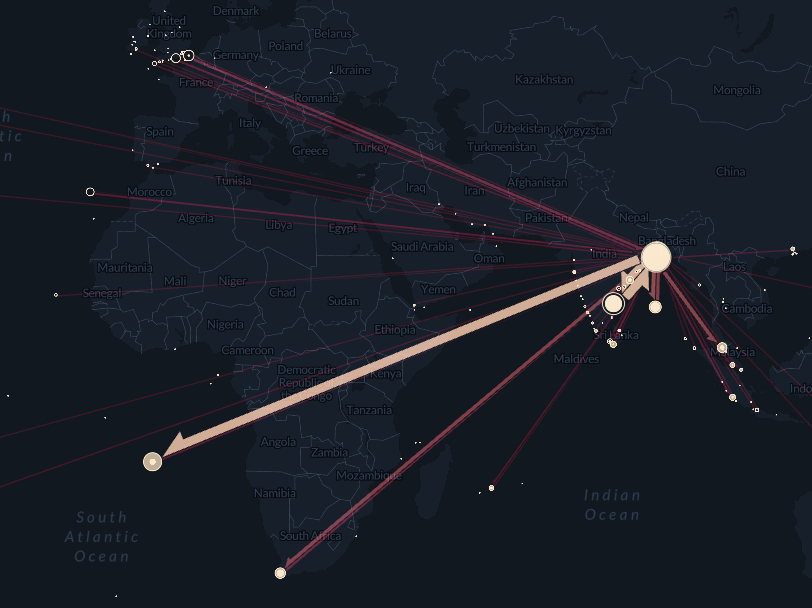 Denmark
United
Kingdom
Belarus
Poland
Germany
Ukraine
Kazakhstan
France
Mongolia
Romania
h
tic
n
Italy
Spain
Uzbekistan
Kyrgyzstan
Greece
Turkey
Turkmenistan
China
Tunisia
Iraq
Iran
Afghanistan
Morocco
Algeria
Libya
Egypt
Pakistan
Nepal
Saudi Arabia
Bangladesh
India
Oman
Laos
Mauritania
Mali
Niger
Chad
Yemen
Senegal
Sudan
Cambodia
Nigeria
Ethiopia
Sri Lanka
Cameroon
Malaysia
Maldives
Democratic
Republic of
the Congo
Kenya
Indo
Tanzania
Angola
Zambia
Mozambique
Namibia
Indian
Ocean
South
Atlantic
Ocean
South Africa